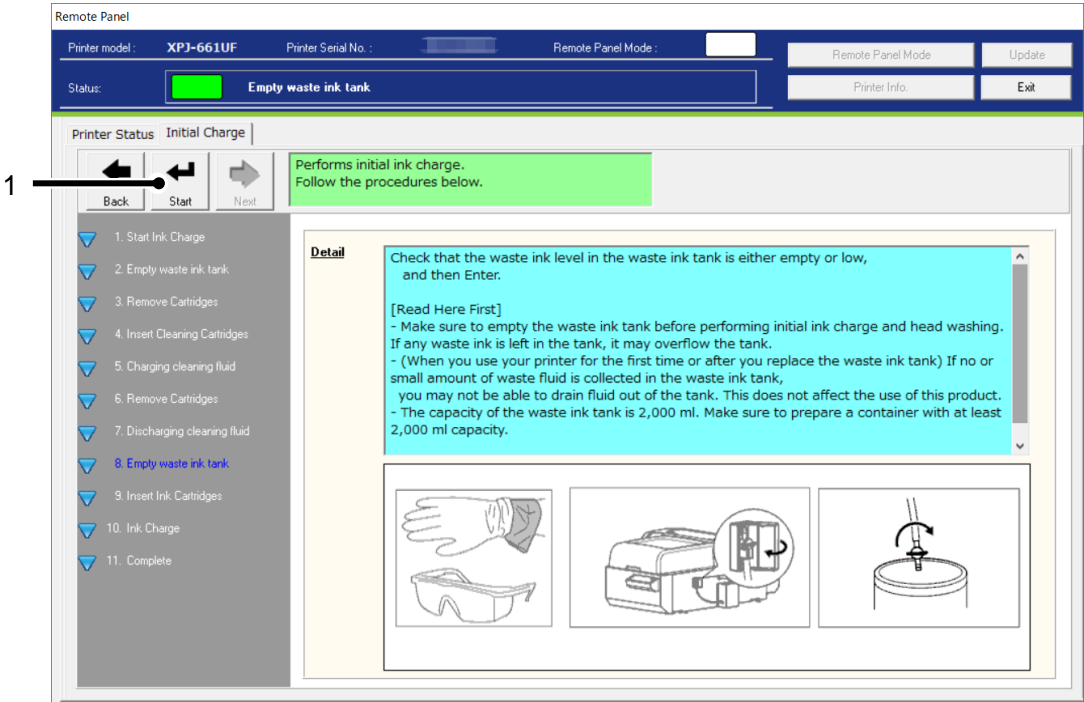 Remote Panel
Printer model : XPJ-661UF Printer Serial No. : Remote Panel Mode :
Remote Panel Mode Update
Status: Empty waste ink tank
Printer Info. Exit
Printer Status Initial Charge
1
Back Start Next
Performs initial ink charge.
Follow the procedures below.
1. Start Ink Charge
2. Empty waste ink tank
3. Remove Cartridges
4. Insert Cleaning Cartridges
5. Charging cleaning fluid
6. Remove Cartridges
7. Discharging cleaning fluid
8. Empty waste ink tank
9. Insert Ink Cartridges
10. Ink Charge
11. Complete
Detail
Check that the waste ink level in the waste ink tank is either empty or low,
and then Enter.
[Read Here First]
- Make sure to empty the waste ink tank before performing initial ink charge and head washing.
If any waste ink is left in the tank, it may overflow the tank.
- (When you use your printer for the first time or after you replace the waste ink tank) If no or
small amount of waste fluid is collected in the waste ink tank,
you may not be able to drain fluid out of the tank. This does not affect the use of this product.
- The capacity of the waste ink tank is 2,000 ml. Make sure to prepare a container with at least
2,000 ml capacity.